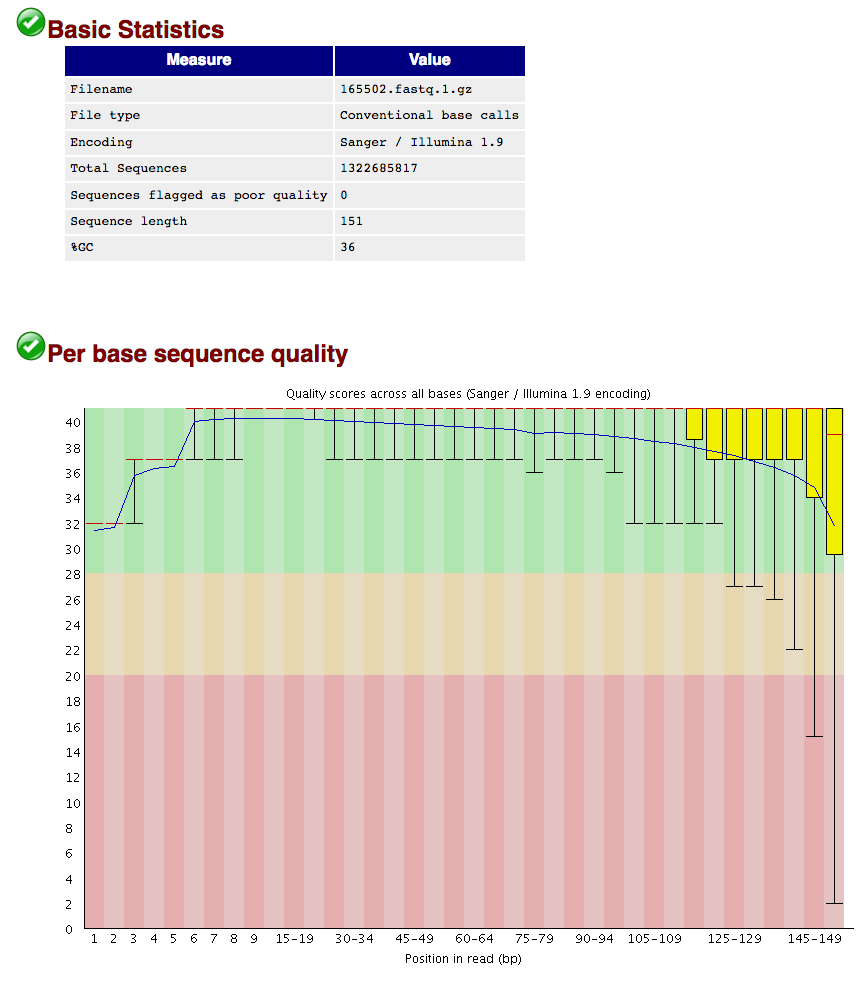 Basic Statistics
Measure Value
Filename 165502.fastq.1.gz
File type Conventional base calls
Encoding Sanger / Illumina 1.9
Total Sequences 1322685817
Sequences flagged as poor quality 0
Sequence length 151
%GC 36
Per base sequence quality
Quality scores across all bases (Sanger / Illumina 1.9 encoding)
40
38
36
34
32
30
28
26
24
22
20
18
16
14
12
10
8
6
4
2
0
1 2 3 4 5 6 7 8 9 15-19 30-34 45-49 60-64 75-79 90-94 105-109 125-129 145-149
Position in read (bp)